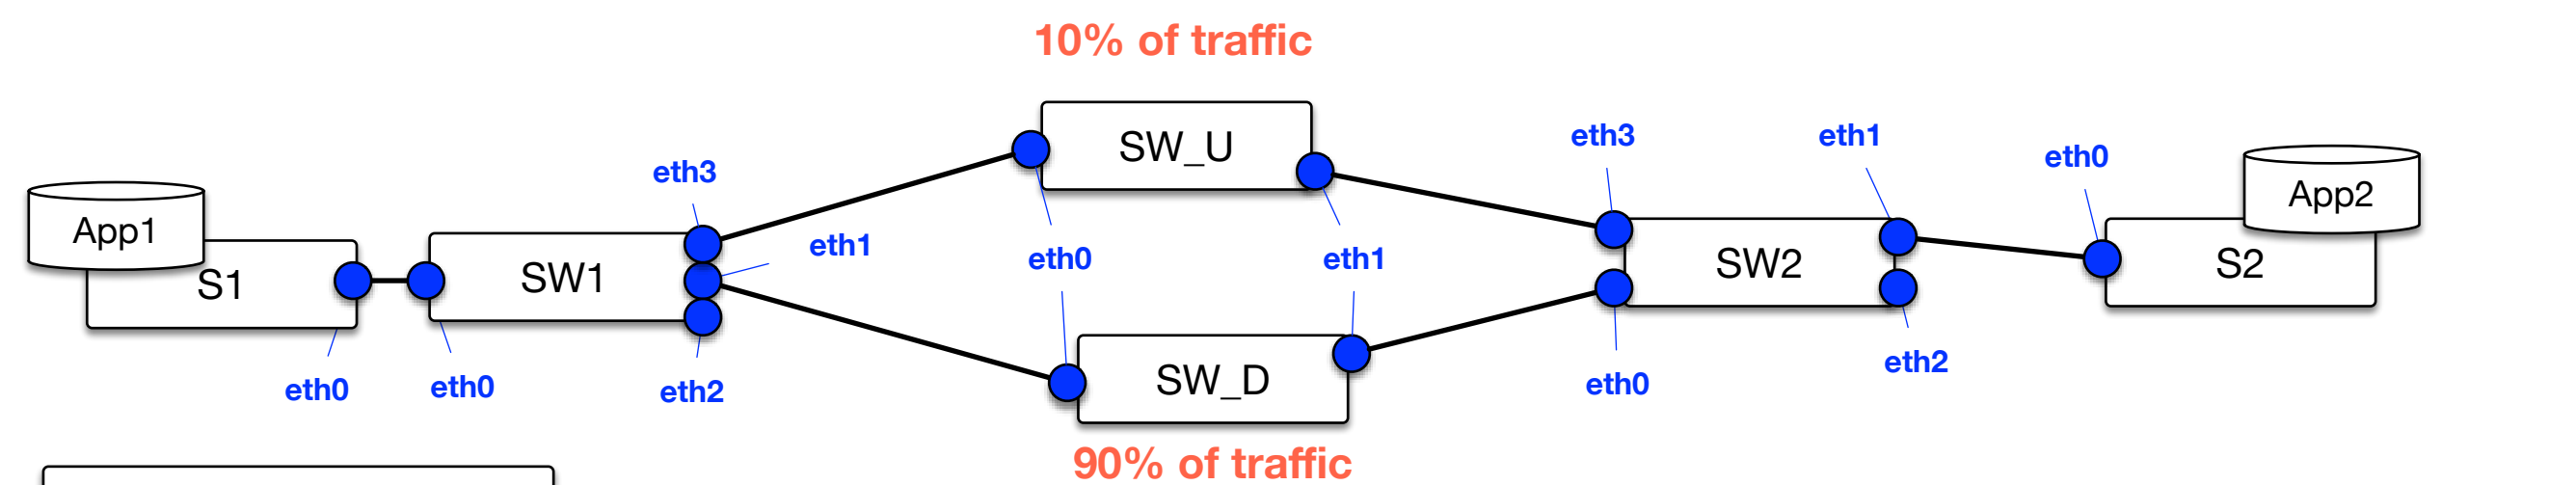 10% of traffic
eth3
eth1
eth0
SW_U
App1
App2
eth3
eth1
S1
SW1
eth0
eth1
SW2
S2
eth0
eth0
eth2
SW_D
eth0
eth2
90% of traffic